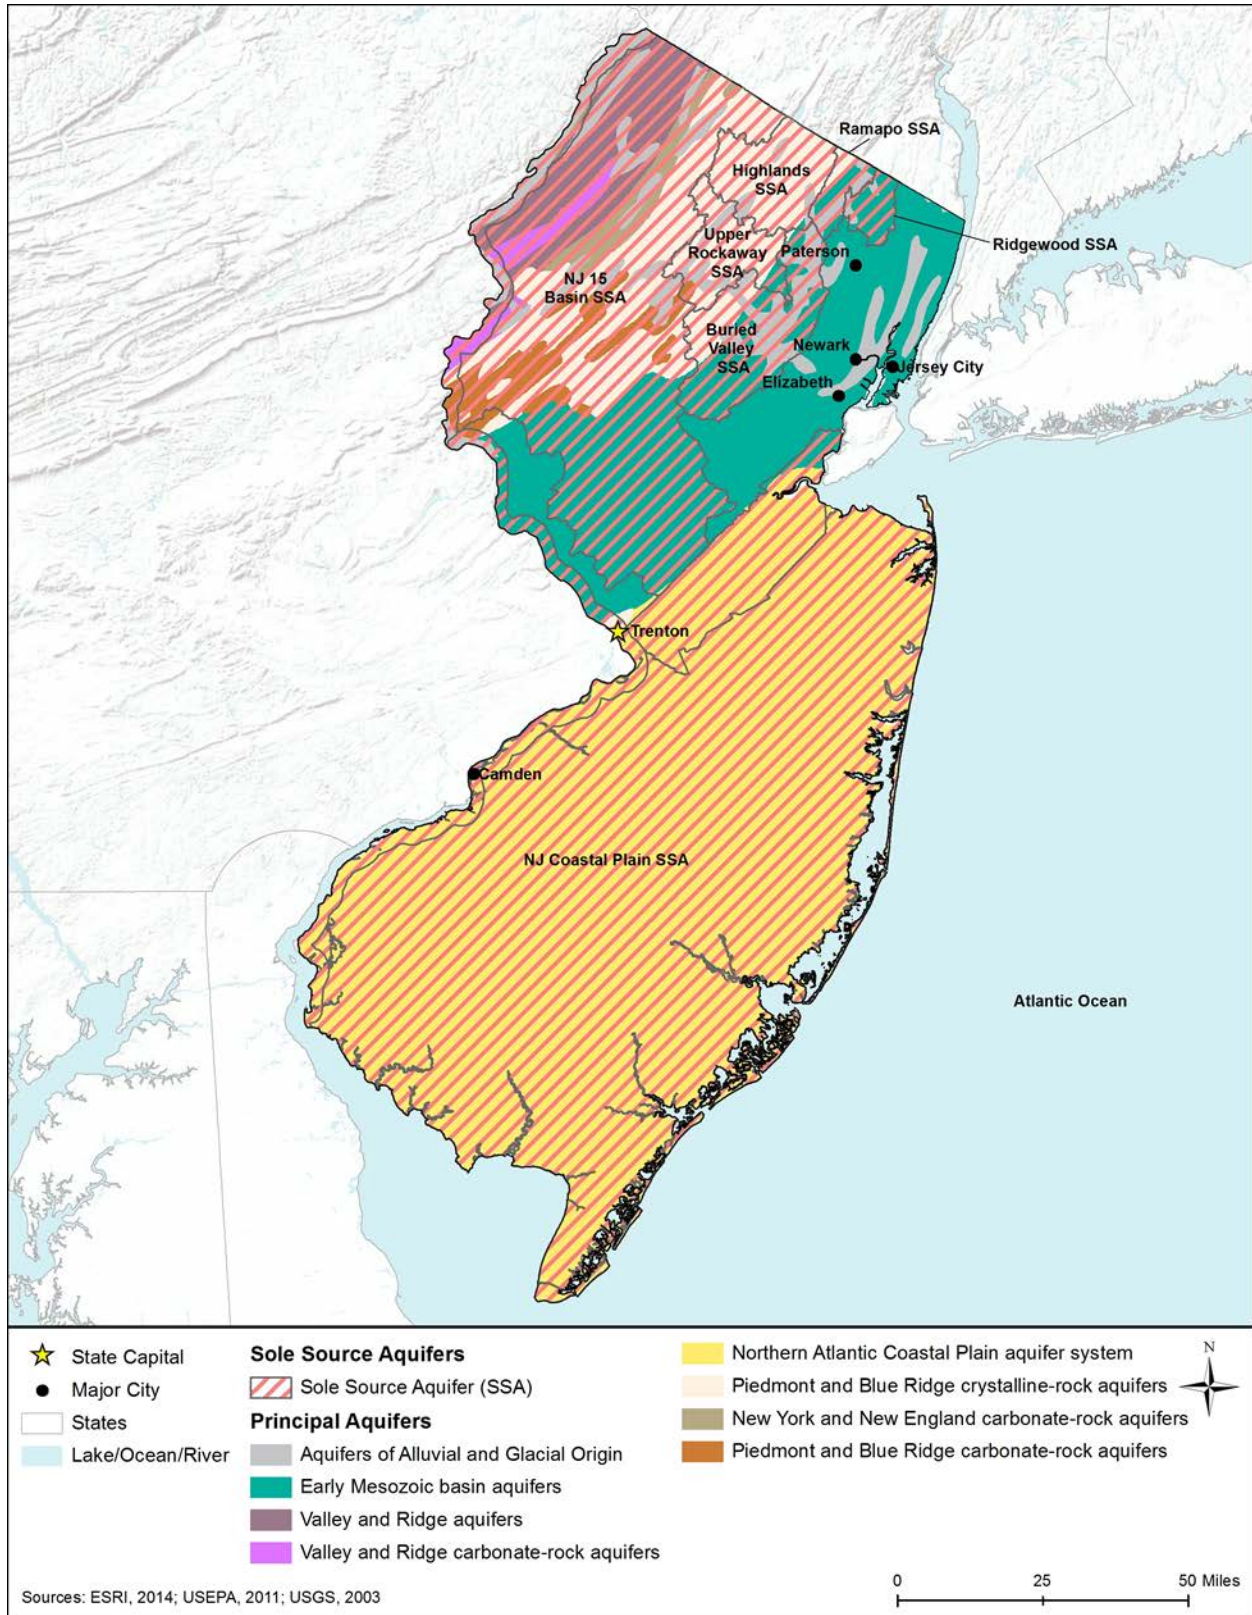 Ramapo SSA
Highlands
SSA
Ridgewood SSA
Upper
Rockaway
SSA
Paterson
NJ 15
Basin SSA
Buried
Valley
SSA
Newark
Jersey City
Elizabeth
Trenton
Camden
NJ Coastal Plain SSA
Atlantic Ocean
State Capital
Major City
States
Lake/Ocean/River
Sole Source Aquifers
Sole Source Aquifer (SSA)
Principal Aquifers
Aquifers of Alluvial and Glacial Origin
Early Mesozoic basin aquifers
Valley and Ridge aquifers
Valley and Ridge carbonate-rock aquifers
Northern Atlantic Coastal Plain aquifer system
Piedmont and Blue Ridge crystalline-rock aquifers
New York and New England carbonate-rock aquifers
Piedmont and Blue Ridge carbonate-rock aquifers
N
Sources: ESRI, 2014; USEPA, 2011; USGS, 2003
0 25 50 Miles